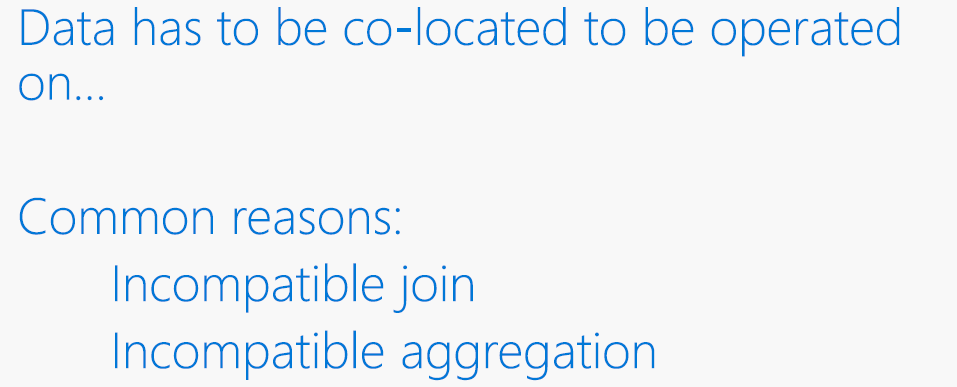 Data has to be co-located to be operated
on...
Common reasons:
Incompatible join
Incompatible aggregation